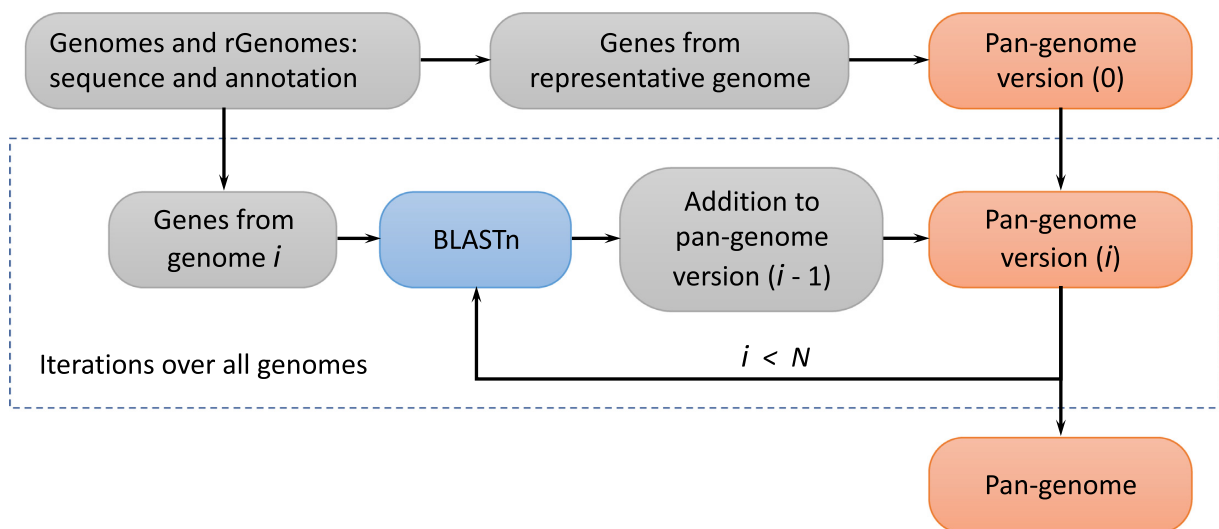 Genomes and rGenomes:
sequence and annotation
Genes from
representative genome
Pan-genome
version (0)
Genes from
genome i
BLASTn
Addition to
pan-genome
version (i - 1)
Pan-genome
version (i)
i < N
Iterations over all genomes
Pan-genome